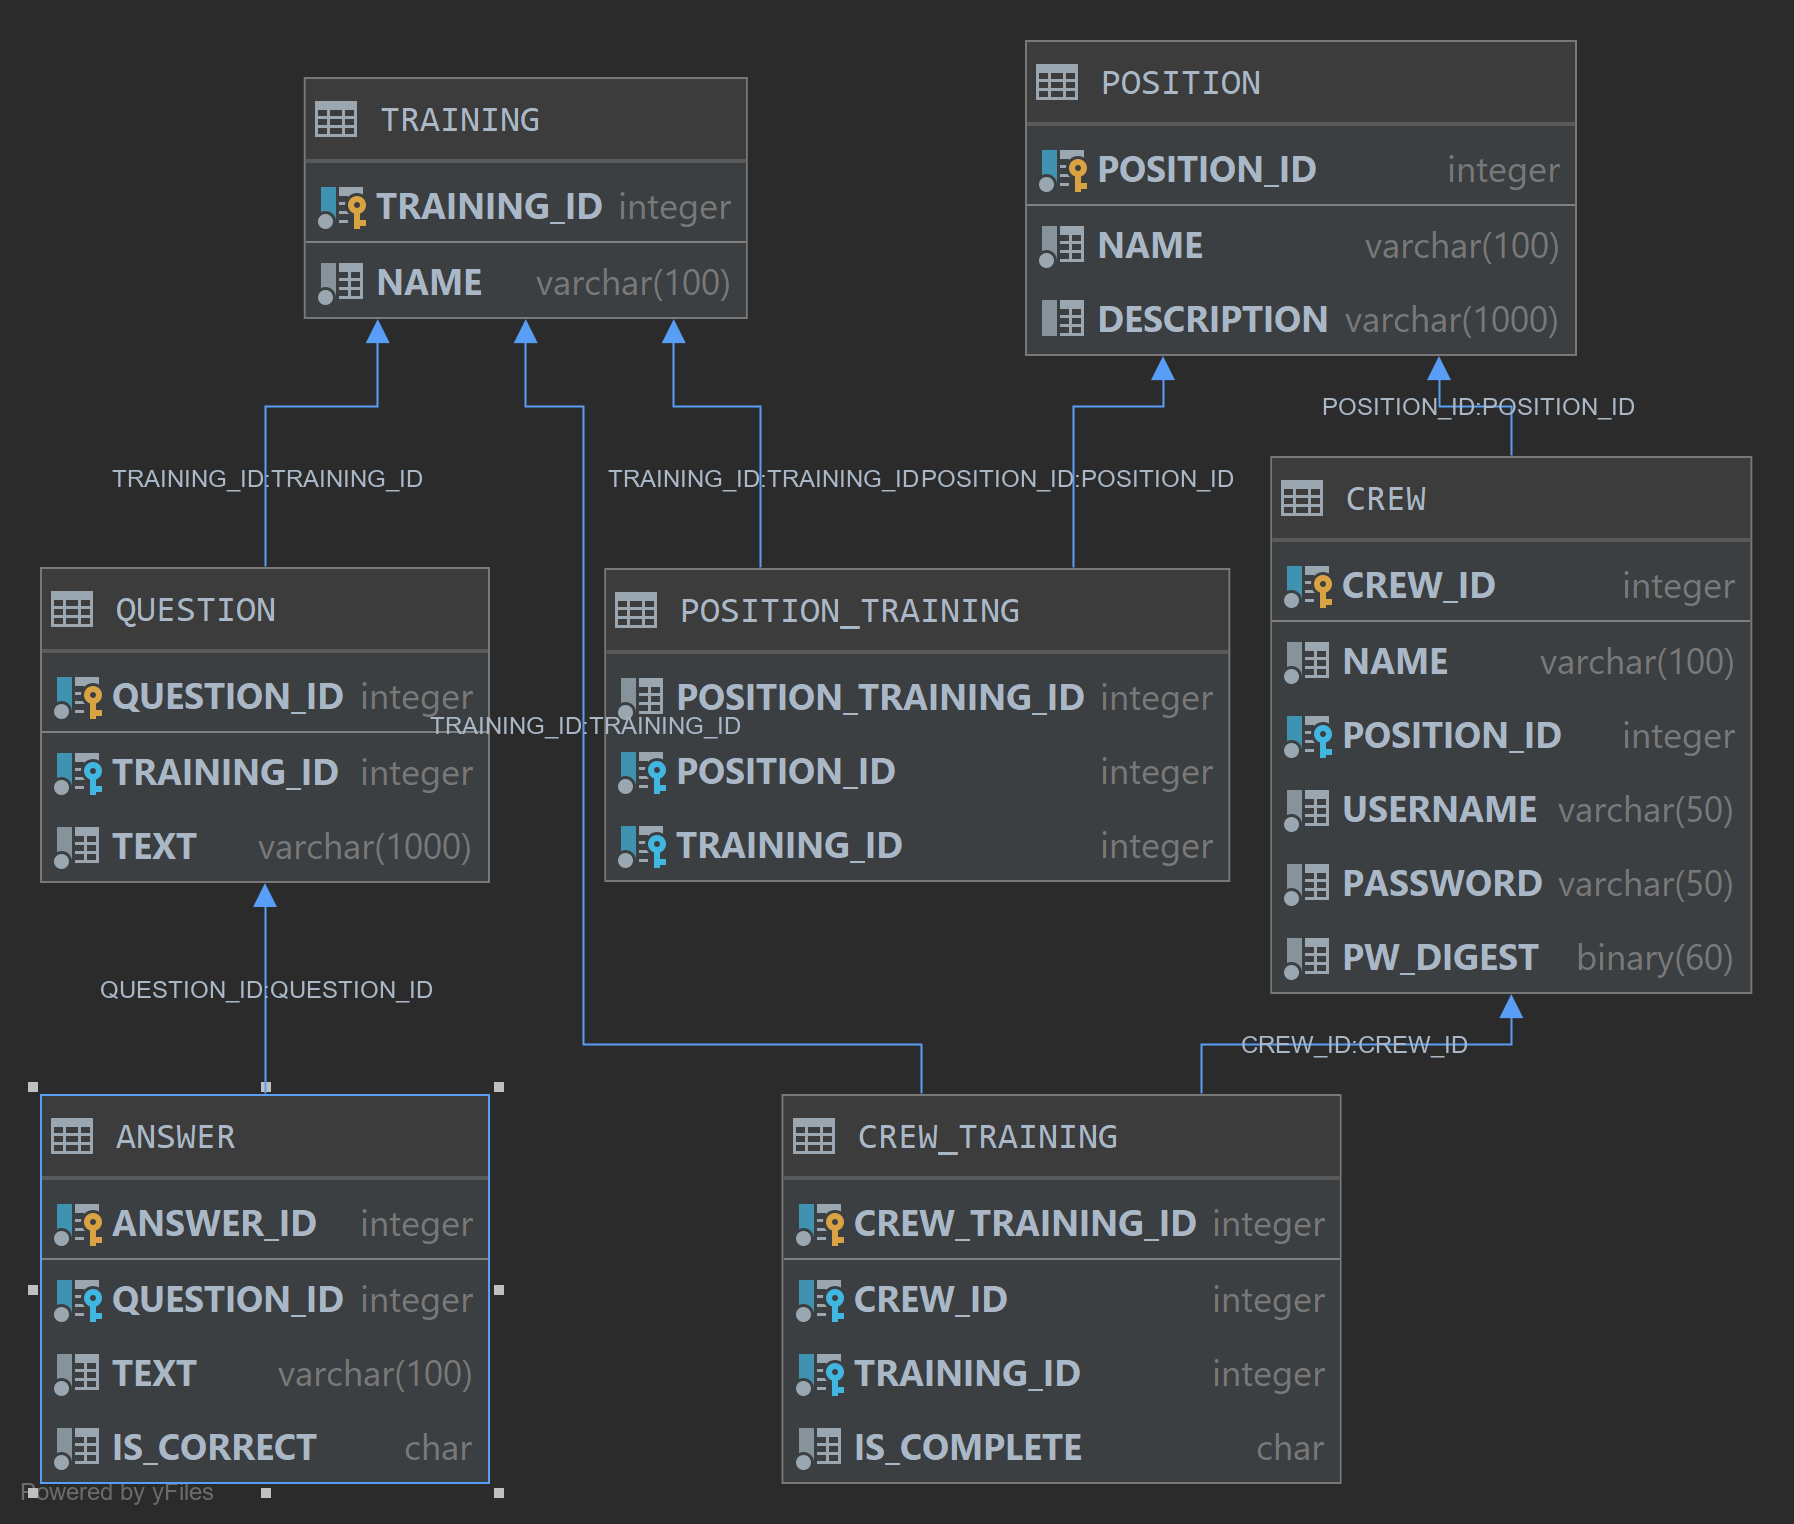 TRAINING
TRAINING_ID integer
NAME varchar(100)
POSITION
POSITION_ID integer
NAME varchar(100)
DESCRIPTION varchar(1000)
POSITION_ID:POSITION_ID
TRAINING_ID:TRAINING_ID
TRAINING_ID:TRAINING_ID
POSITION_ID:POSITION_ID
QUESTION
QUESTION_ID integer
TRAINING_ID integer
TEXT varchar(1000)
TRAINING_ID:TRAINING_ID
POSITION_TRAINING
POSITION_TRAINING_ID integer
POSITION_ID integer
TRAINING_ID integer
CREW
CREW_ID integer
NAME varchar(100)
POSITION_ID integer
USERNAME varchar(50)
PASSWORD varchar(50)
PW_DIGEST binary(60)
QUESTION_ID:QUESTION_ID
CREW_ID:CREW_ID
ANSWER
ANSWER_ID integer
QUESTION_ID integer
TEXT varchar(100)
IS_CORRECT char
CREW_TRAINING
CREW_TRAINING_ID integer
CREW_ID integer
TRAINING_ID integer
IS_COMPLETE char
Powered by yFiles